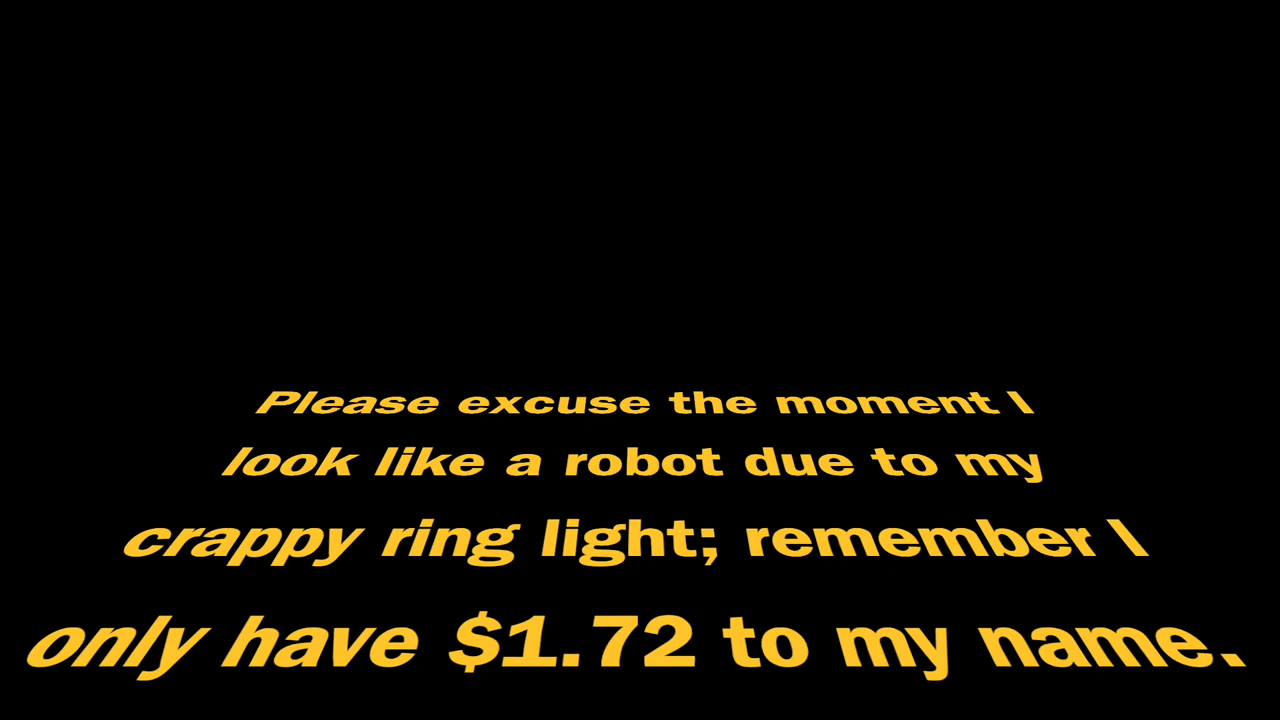 Please excuse the moment I
look like a robot due to my
crappy ring light; remember I
only have $1.72 to my name.